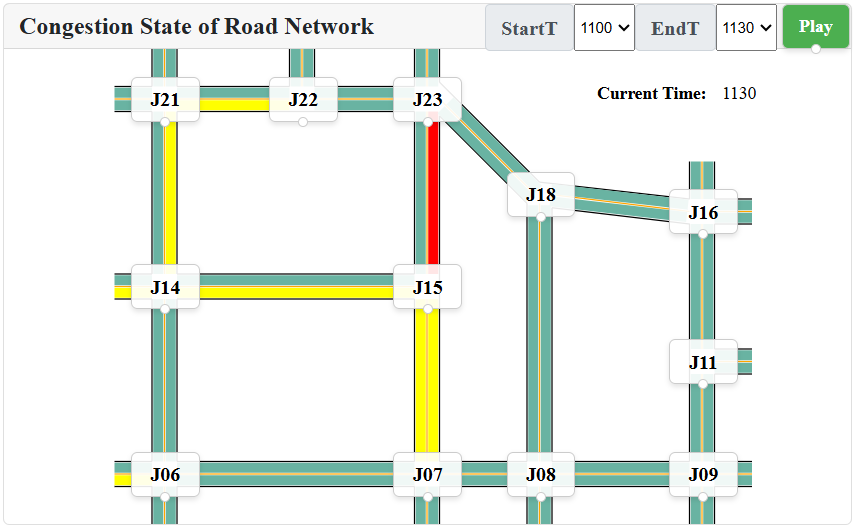 Congestion State of Road Network
StartT 1100 EndT 1130 Play
Current Time: 1130
J21 J22 J23
J18
J16
J14 J15
J11
J06 J07 J08 J09